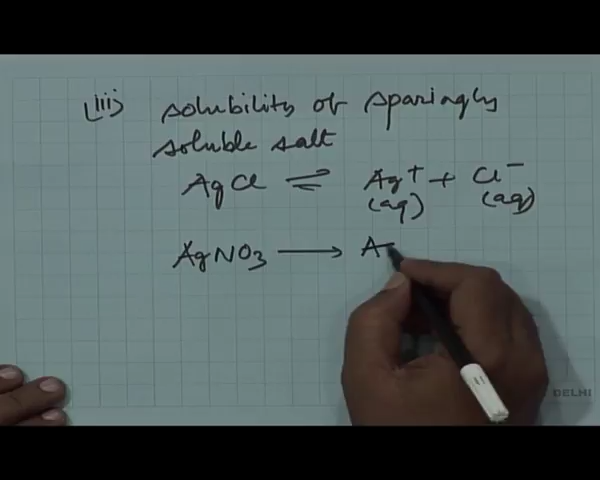 (iii) solubility of sparingly
soluble salt
AgCl ⇌ Ag⁺ + Cl⁻
(aq) (aq)
AgNO₃ ⟶ A
DELHI